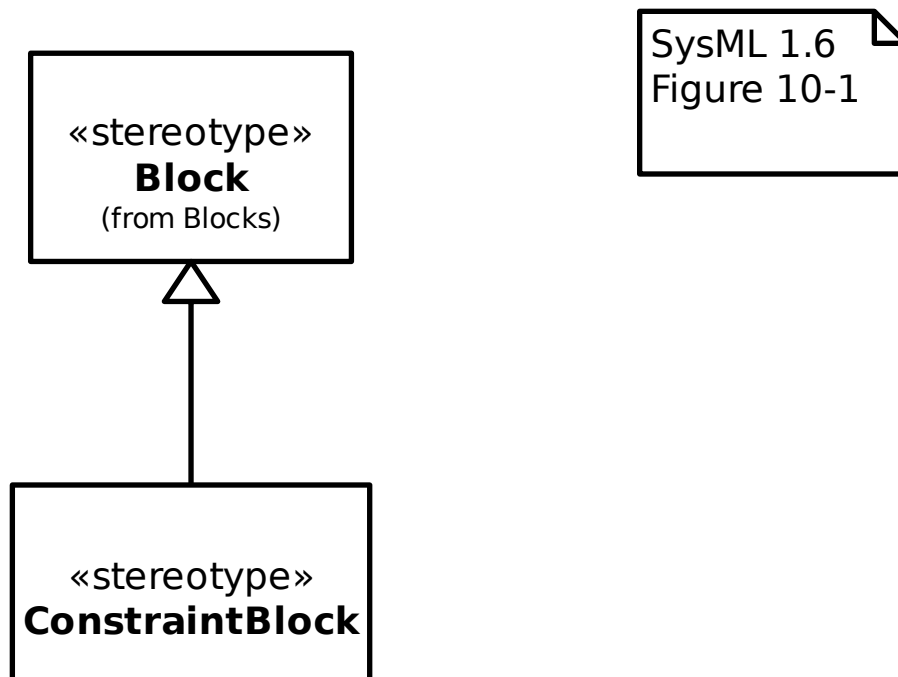 SysML 1.6
Figure 10-1
«stereotype»
Block
(from Blocks)
«stereotype»
ConstraintBlock